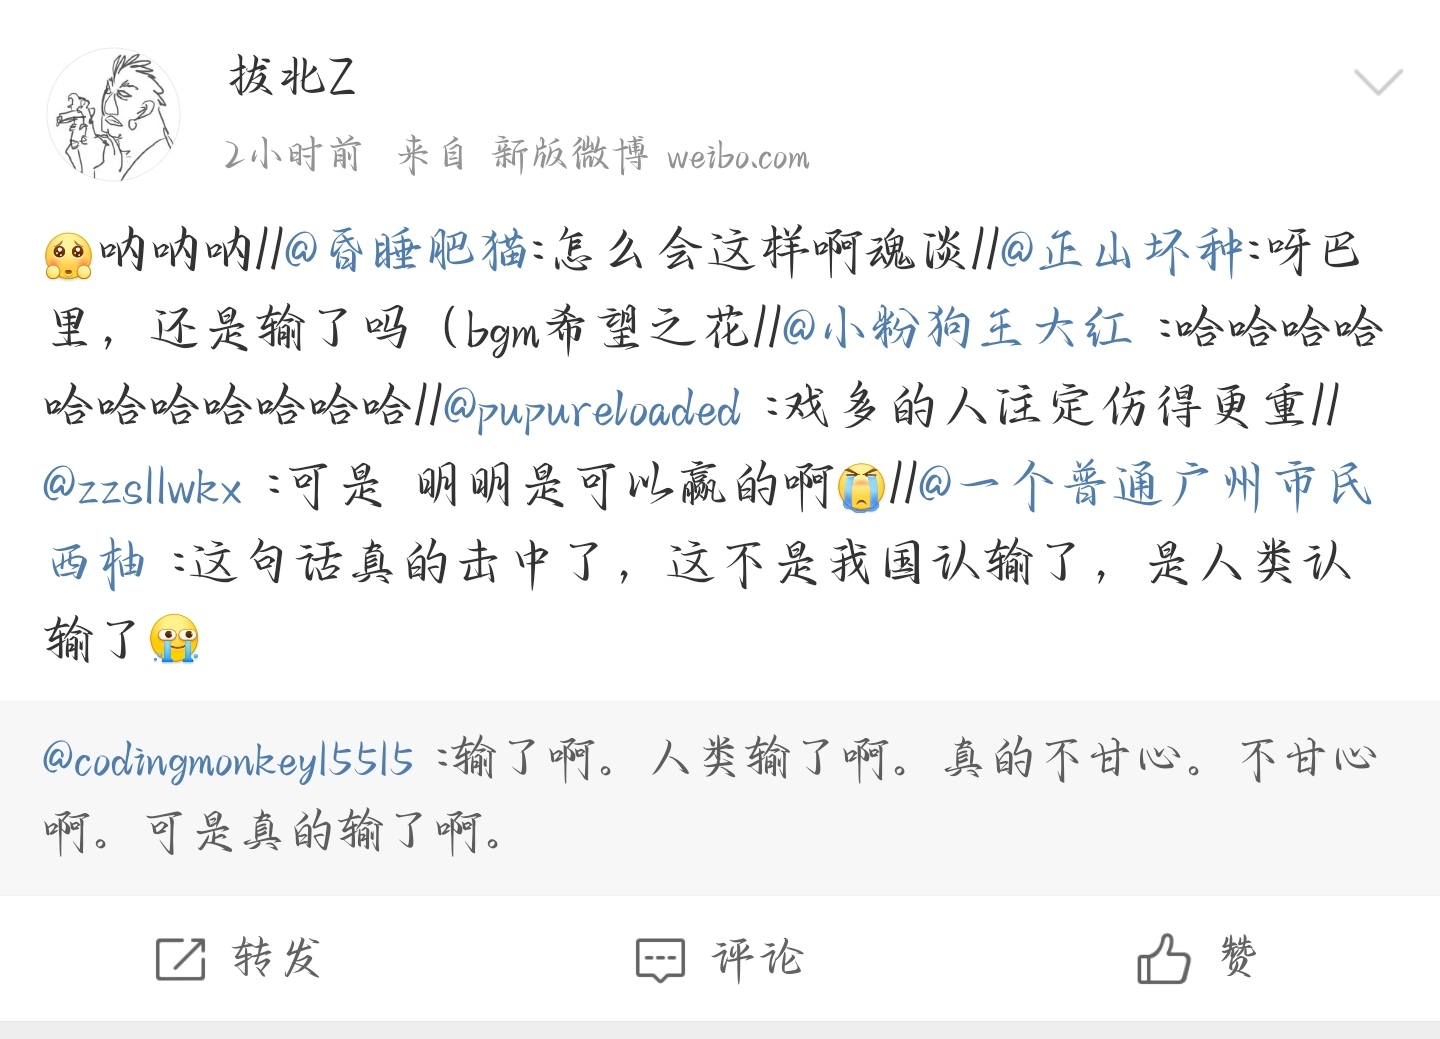 拔北Z
2小时前 来自 新版微博 weibo.com
呐呐呐//@昏睡肥猫:怎么会这样啊魂淡//@正山坏种:呀巴
里，还是输了吗（bgm希望之花//@小粉狗王大红 :哈哈哈哈
哈哈哈哈哈哈哈//@pupureloaded :戏多的人注定伤得更重//
@zzsllwkx :可是 明明是可以赢的啊😭//@一个普通广州市民
西柚 :这句话真的击中了，这不是我国认输了，是人类认
输了
@codingmonkey15515 :输了啊。人类输了啊。真的不甘心。不甘心
啊。可是真的输了啊。
转发 评论 赞